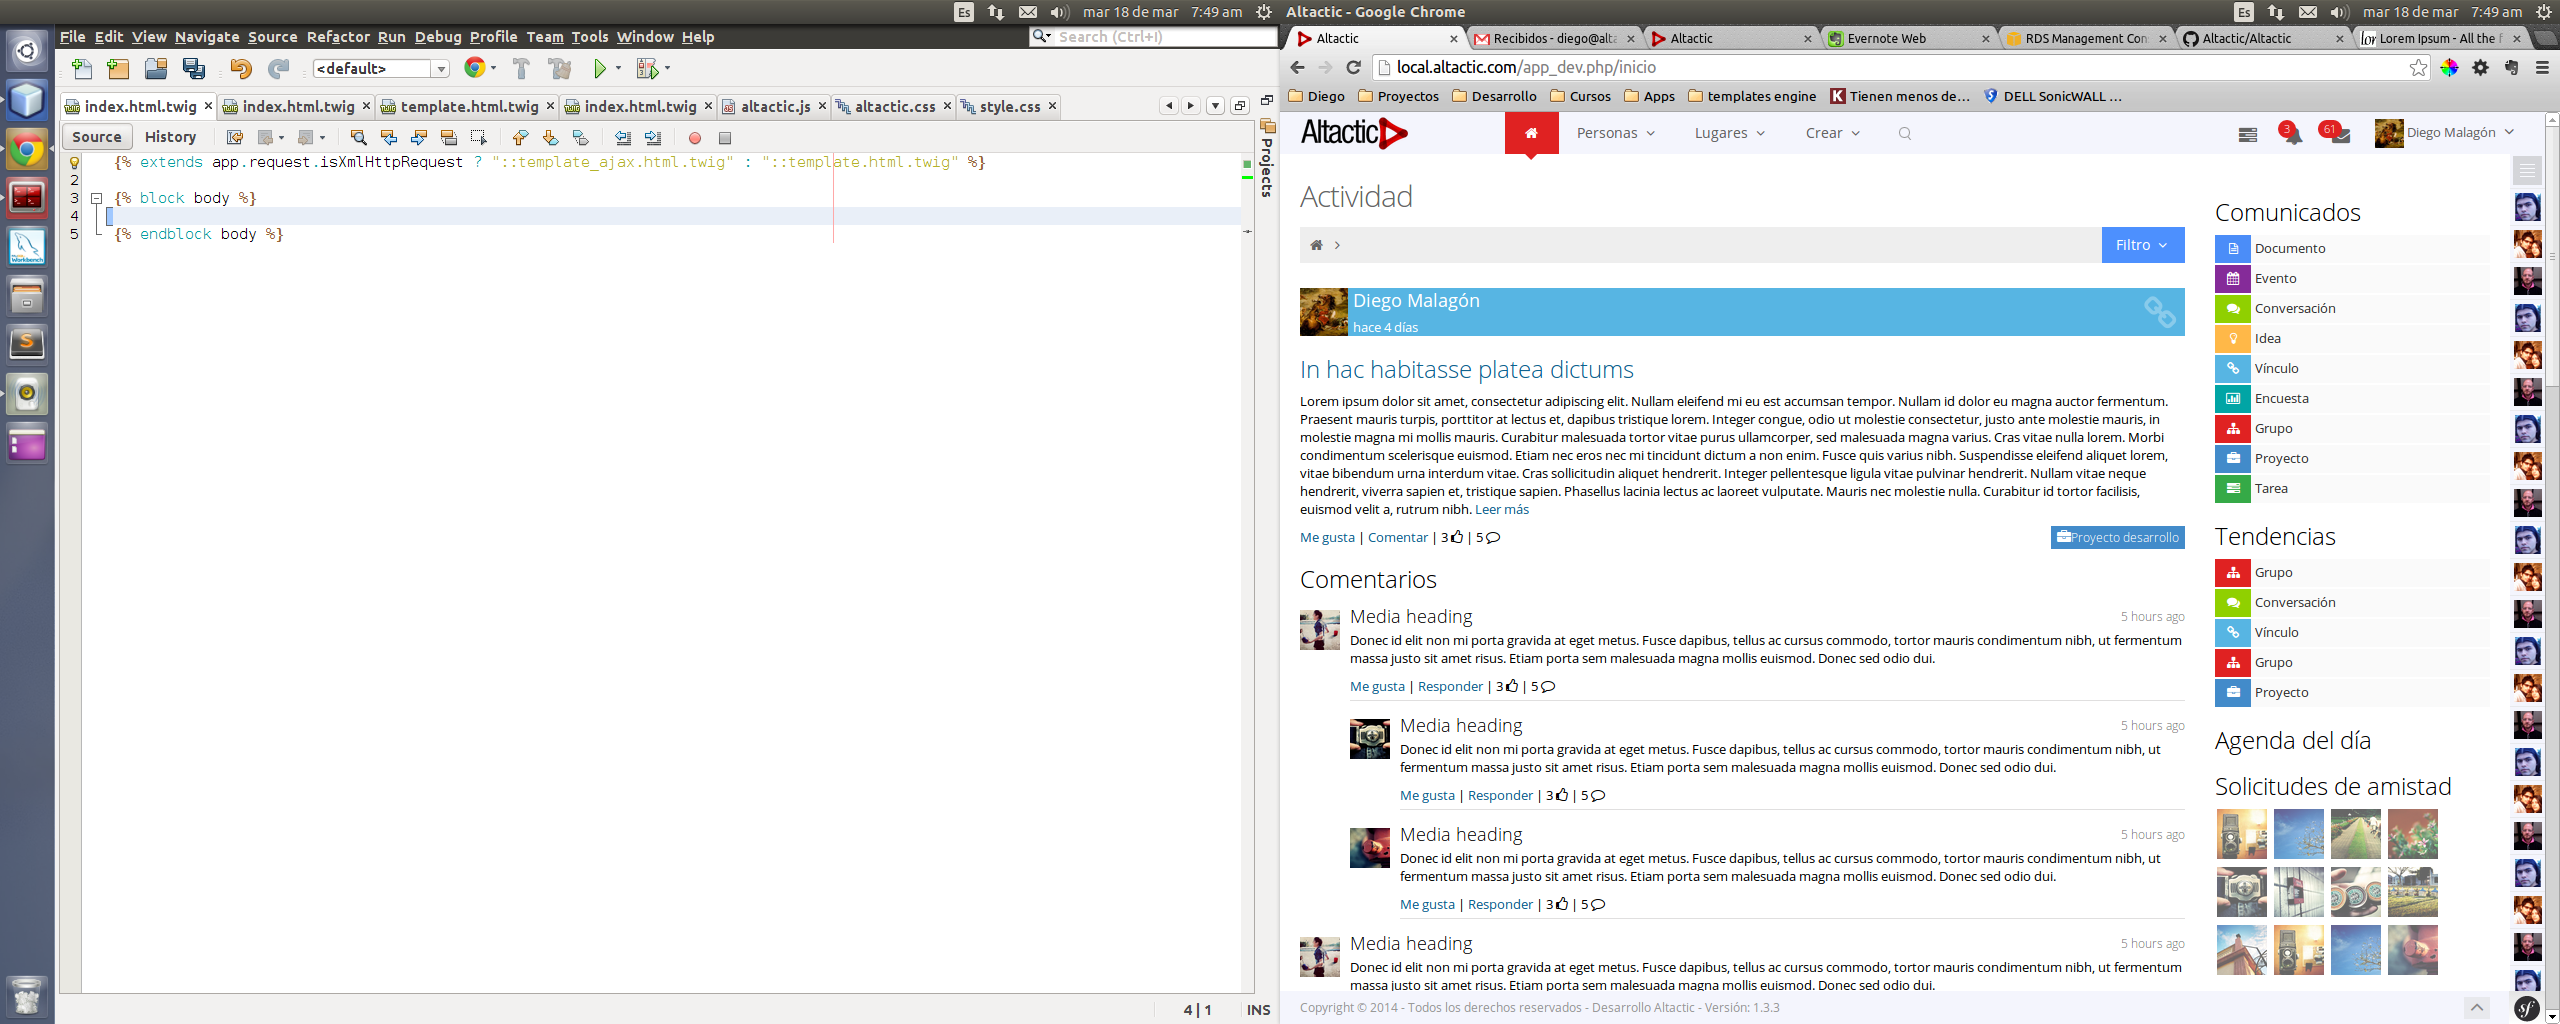 Es mar 18 de mar 7:49 am
Altactic - Google Chrome
Es mar 18 de mar 7:49 am
File Edit View Navigate Source Refactor Run Debug Profile Team Tools Window Help
Search (Ctrl+I)
<default>
index.html.twig index.html.twig template.html.twig index.html.twig altactic.js altactic.css style.css
Source History
{% extends app.request.isXmlHttpRequest ? "::template_ajax.html.twig" : "::template.html.twig" %}
2
3 {% block body %}
4
5 {% endblock body %}
Projects
4 | 1 INS
Altactic Recibidos - diego@alta Altactic Evernote Web RDS Management Con Altactic/Altactic Lorem Ipsum - All the f
local.altactic.com/app_dev.php/inicio
Diego Proyectos Desarrollo Cursos Apps templates engine Tienen menos de... DELL SonicWALL ...
Altactic Personas Lugares Crear 3 61 Diego Malagón
Actividad
Filtro
Diego Malagón
hace 4 días
In hac habitasse platea dictums
Lorem ipsum dolor sit amet, consectetur adipiscing elit. Nullam eleifend mi eu est accumsan tempor. Nullam id dolor eu magna auctor fermentum.
Praesent mauris turpis, porttitor at lectus et, dapibus tristique lorem. Integer congue, odio ut molestie consectetur, justo ante molestie mauris, in
molestie magna mi mollis mauris. Curabitur malesuada tortor vitae purus ullamcorper, sed malesuada magna varius. Cras vitae nulla lorem. Morbi
condimentum scelerisque euismod. Etiam nec eros nec mi tincidunt dictum a non enim. Fusce quis varius nibh. Suspendisse eleifend aliquet lorem,
vitae bibendum urna interdum vitae. Cras sollicitudin aliquet hendrerit. Integer pellentesque ligula vitae pulvinar hendrerit. Nullam vitae neque
hendrerit, viverra sapien et, tristique sapien. Phasellus lacinia lectus ac laoreet vulputate. Mauris nec molestie nulla. Curabitur id tortor facilisis,
euismod velit a, rutrum nibh. Leer más
Me gusta | Comentar | 3 | 5
Proyecto desarrollo
Comentarios
Media heading 5 hours ago
Donec id elit non mi porta gravida at eget metus. Fusce dapibus, tellus ac cursus commodo, tortor mauris condimentum nibh, ut fermentum
massa justo sit amet risus. Etiam porta sem malesuada magna mollis euismod. Donec sed odio dui.
Me gusta | Responder | 3 | 5
Media heading 5 hours ago
Donec id elit non mi porta gravida at eget metus. Fusce dapibus, tellus ac cursus commodo, tortor mauris condimentum nibh, ut
fermentum massa justo sit amet risus. Etiam porta sem malesuada magna mollis euismod. Donec sed odio dui.
Me gusta | Responder | 3 | 5
Media heading 5 hours ago
Donec id elit non mi porta gravida at eget metus. Fusce dapibus, tellus ac cursus commodo, tortor mauris condimentum nibh, ut
fermentum massa justo sit amet risus. Etiam porta sem malesuada magna mollis euismod. Donec sed odio dui.
Me gusta | Responder | 3 | 5
Media heading 5 hours ago
Donec id elit non mi porta gravida at eget metus. Fusce dapibus, tellus ac cursus commodo, tortor mauris condimentum nibh, ut fermentum
massa justo sit amet risus. Etiam porta sem malesuada magna mollis euismod. Donec sed odio dui.
Comunicados
Documento
Evento
Conversación
Idea
Vínculo
Encuesta
Grupo
Proyecto
Tarea
Tendencias
Grupo
Conversación
Vínculo
Grupo
Proyecto
Agenda del día
Solicitudes de amistad
Copyright © 2014 - Todos los derechos reservados - Desarrollo Altactic - Versión: 1.3.3